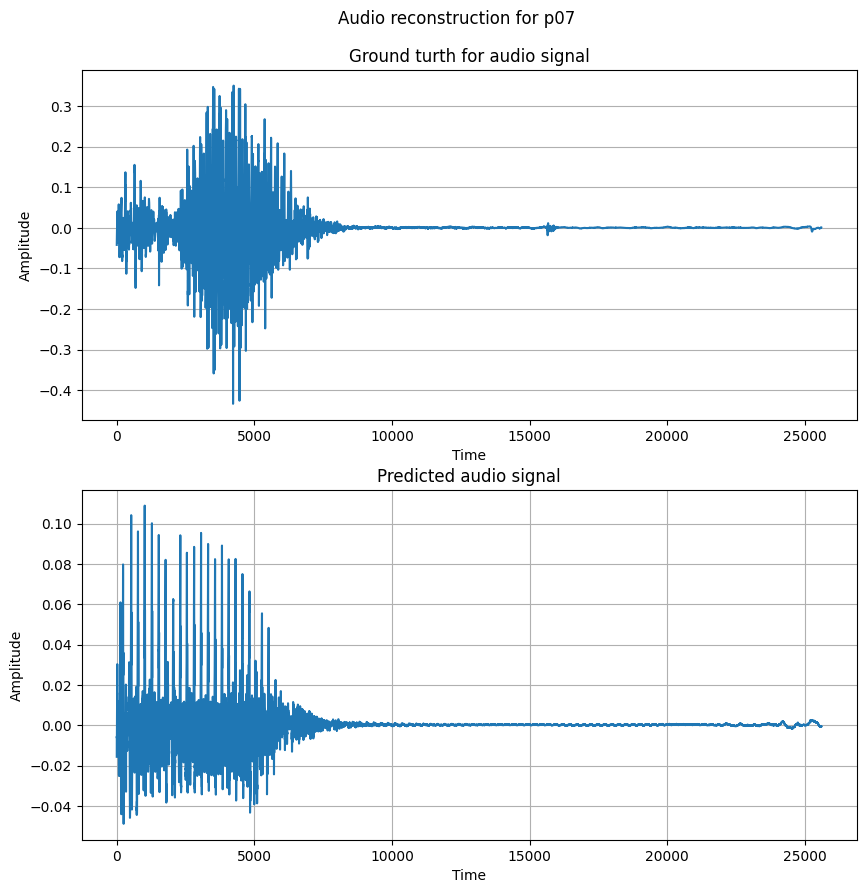 Audio reconstruction for p07
Ground turth for audio signal
0.3
0.2
0.1
0.0
−0.1
−0.2
−0.3
−0.4
Amplitude
0 5000 10000 15000 20000 25000
Time
Predicted audio signal
0.10
0.08
0.06
0.04
0.02
0.00
−0.02
−0.04
Amplitude
0 5000 10000 15000 20000 25000
Time